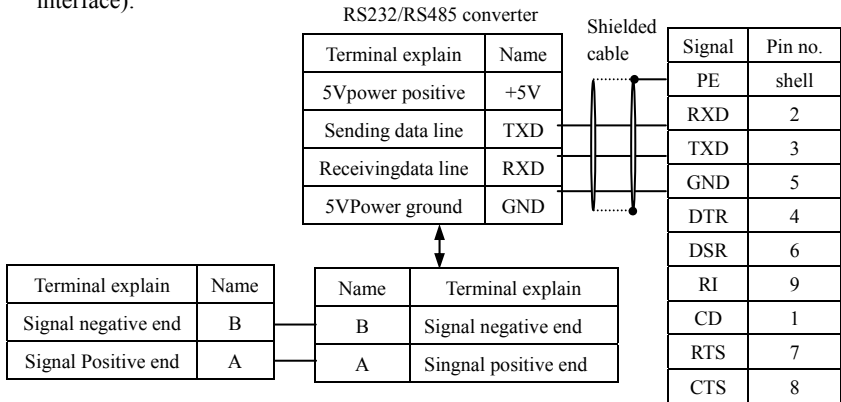 interface).
RS232/RS485 converter
Shielded
cable
Terminal explain Name
5Vpower positive +5V
Sending data line TXD
Receivingdata line RXD
5VPower ground GND
Signal Pin no.
PE shell
RXD 2
TXD 3
GND 5
DTR 4
DSR 6
RI 9
CD 1
RTS 7
CTS 8
Terminal explain Name
Signal negative end B
Signal Positive end A
Name Terminal explain
B Signal negative end
A Singnal positive end